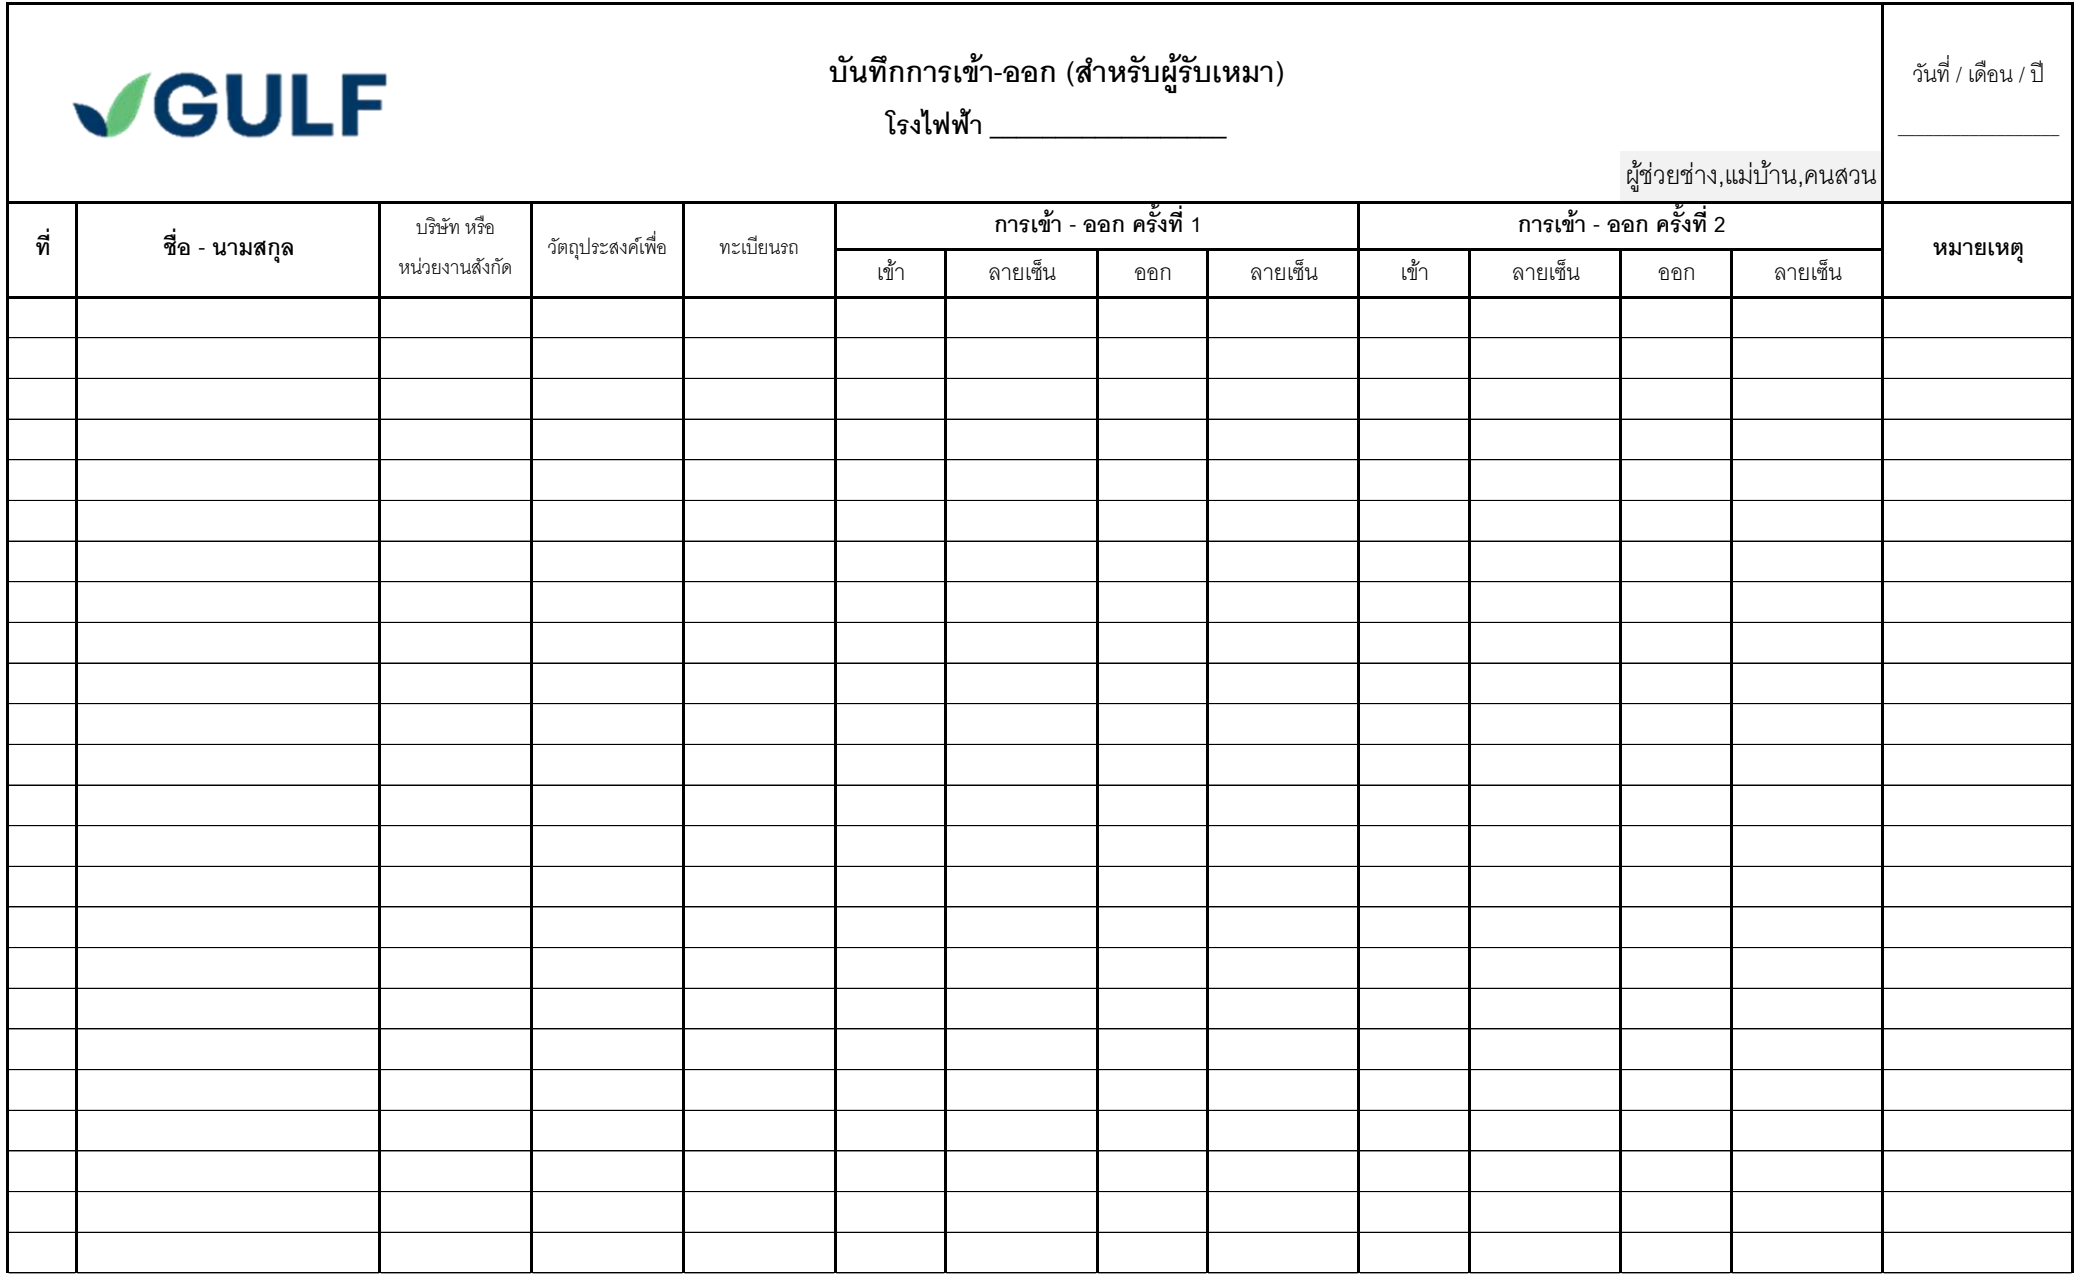 GULF
บันทึกการเข้า-ออก (สำหรับผู้รับเหมา)
โรงไฟฟ้า __________________
วันที่ / เดือน / ปี
ผู้ช่วยช่าง,แม่บ้าน,คนสวน
ที่
ชื่อ - นามสกุล
บริษัท หรือ
หน่วยงานสังกัด
วัตถุประสงค์เพื่อ
ทะเบียนรถ
การเข้า - ออก ครั้งที่ 1
การเข้า - ออก ครั้งที่ 2
หมายเหตุ
เข้า ลายเซ็น ออก ลายเซ็น เข้า ลายเซ็น ออก ลายเซ็น